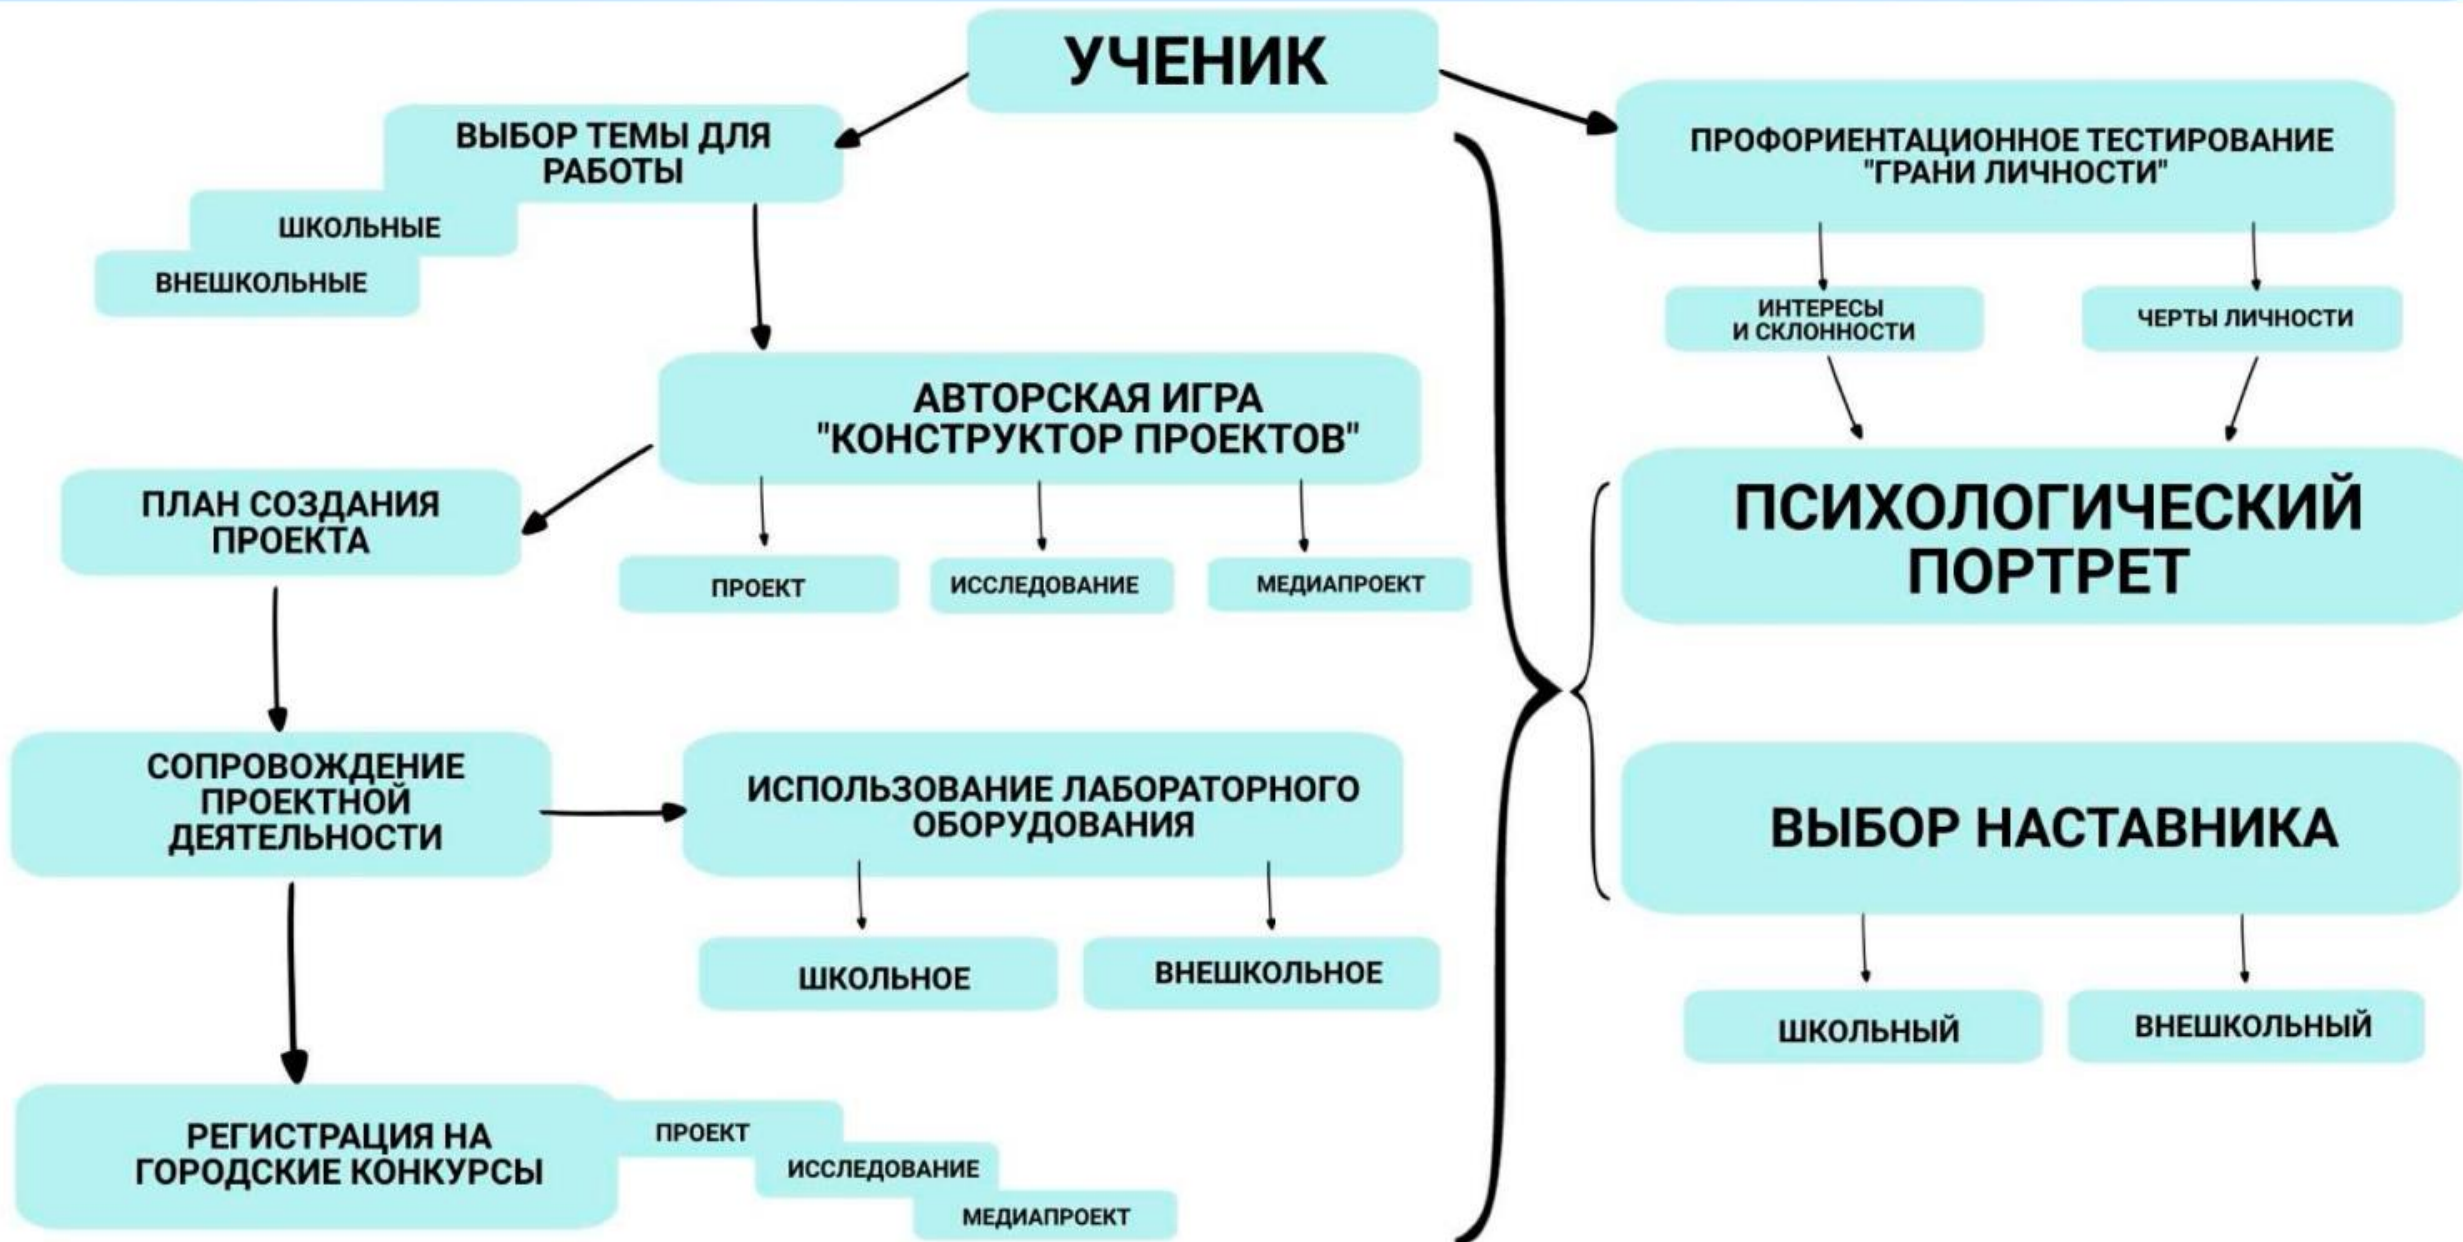 УЧЕНИК
ВЫБОР ТЕМЫ ДЛЯ
РАБОТЫ
ШКОЛЬНЫЕ
ВНЕШКОЛЬНЫЕ
АВТОРСКАЯ ИГРА
"КОНСТРУКТОР ПРОЕКТОВ"
ПРОЕКТ
ИССЛЕДОВАНИЕ
МЕДИАПРОЕКТ
ПЛАН СОЗДАНИЯ
ПРОЕКТА
СОПРОВОЖДЕНИЕ
ПРОЕКТНОЙ
ДЕЯТЕЛЬНОСТИ
ИСПОЛЬЗОВАНИЕ ЛАБОРАТОРНОГО
ОБОРУДОВАНИЯ
ШКОЛЬНОЕ
ВНЕШКОЛЬНОЕ
РЕГИСТРАЦИЯ НА
ГОРОДСКИЕ КОНКУРСЫ
ПРОЕКТ
ИССЛЕДОВАНИЕ
МЕДИАПРОЕКТ
ПРОФОРИЕНТАЦИОННОЕ ТЕСТИРОВАНИЕ
"ГРАНИ ЛИЧНОСТИ"
ИНТЕРЕСЫ
И СКЛОННОСТИ
ЧЕРТЫ ЛИЧНОСТИ
ПСИХОЛОГИЧЕСКИЙ
ПОРТРЕТ
ВЫБОР НАСТАВНИКА
ШКОЛЬНЫЙ
ВНЕШКОЛЬНЫЙ